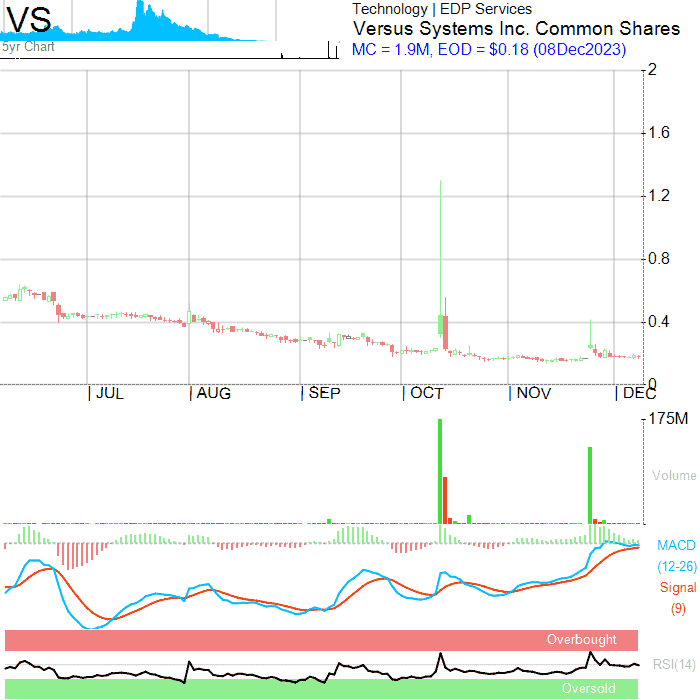 VS
5yr Chart
Technology | EDP Services
Versus Systems Inc. Common Shares
MC = 1.9M, EOD = $0.18 (08Dec2023)
2
1.6
1.2
0.8
0.4
0
JUL AUG SEP OCT NOV DEC
175M
Volume
MACD
(12-26)
Signal
(9)
Overbought
RSI(14)
Oversold